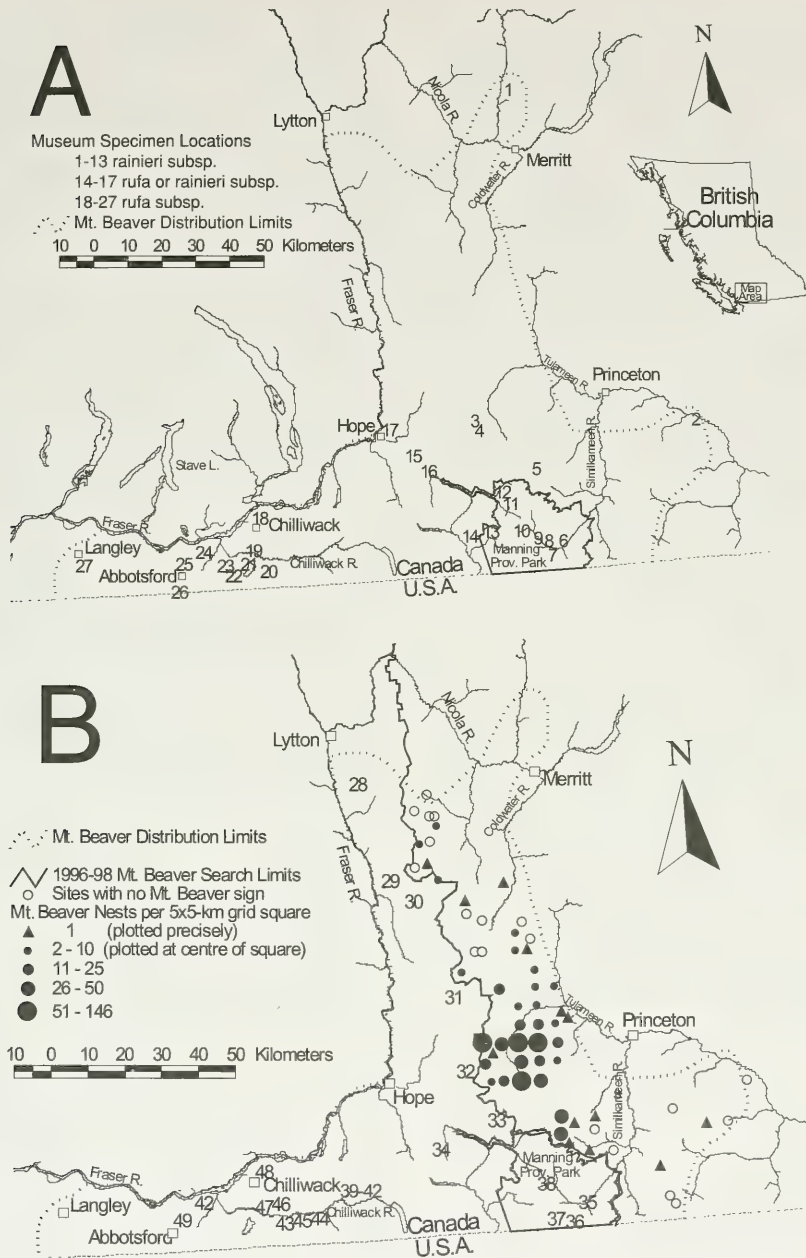 A
Museum Specimen Locations
1-13 rainieri subsp.
14-17 rufa or rainieri subsp.
18-27 rufa subsp.
Mt. Beaver Distribution Limits
10 0 10 20 30 40 50 Kilometers
N
British
Columbia
Map
Area
Lytton
Nicola R.
1
Merritt
Coldwater R.
Fraser R.
Tulameen R.
Princeton
2
Similkameen R.
Hope
17
3
4
15
16
5
12
11
10
9
8
6
14
13
Manning
Prov. Park
Stave L.
Fraser R.
18
Chilliwack
Langley
27
24
25
Abbotsford
26
19
23
21
22
20
Chilliwack R.
Canada
U.S.A.
B
Mt. Beaver Distribution Limits
1996-98 Mt. Beaver Search Limits
Sites with no Mt. Beaver sign
Mt. Beaver Nests per 5x5-km grid square
1 (plotted precisely)
2 - 10 (plotted at centre of square)
11 - 25
26 - 50
51 - 146
10 0 10 20 30 40 50 Kilometers
N
Lytton
Nicola R.
28
Merritt
Coldwater R.
Fraser R.
29
30
31
Tulameen R.
Princeton
32
Similkameen R.
Hope
33
34
Manning
Prov. Park
38
35
37
36
Fraser R.
48
Chilliwack
39-42
Langley
42
47
46
49
Abbotsford
43
45
44
Chilliwack R.
Canada
U.S.A.